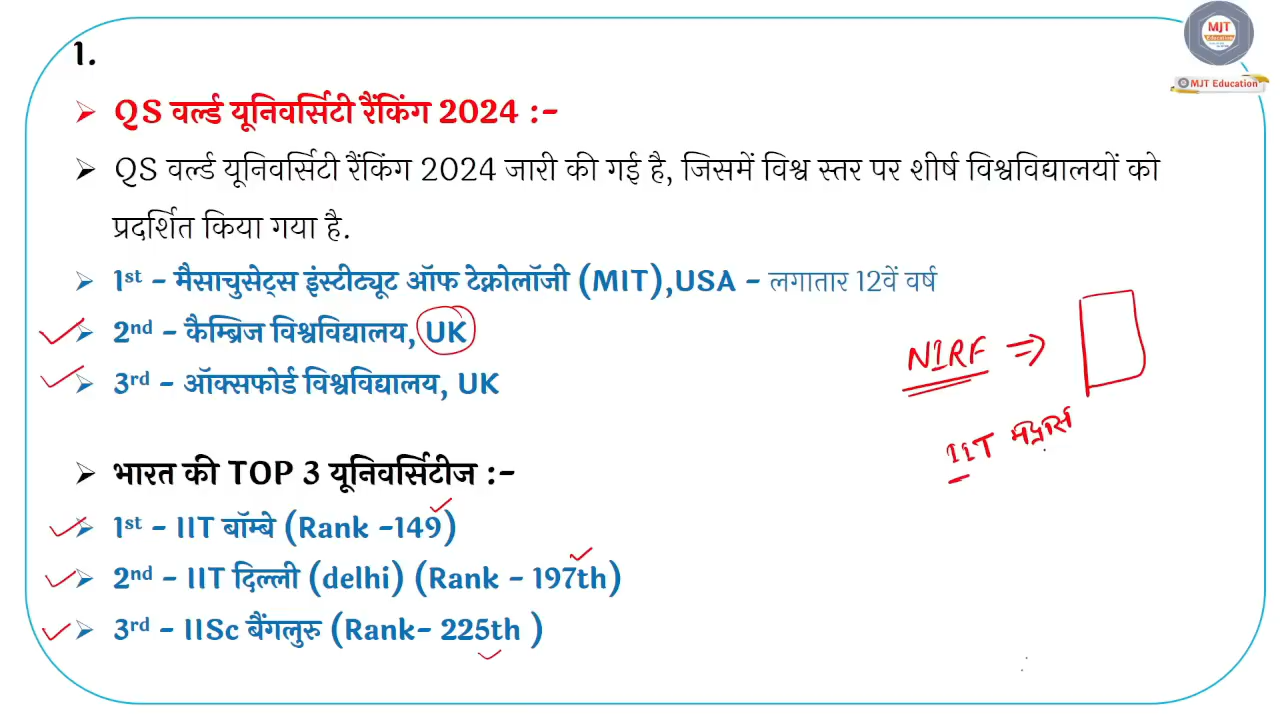 1.
MJT
Education
MJT Education
➢ QS वर्ल्ड यूनिवर्सिटी रैंकिंग 2024 :-
➢ QS वर्ल्ड यूनिवर्सिटी रैंकिंग 2024 जारी की गई है, जिसमें विश्व स्तर पर शीर्ष विश्वविद्यालयों को
प्रदर्शित किया गया है.
➢ 1st - मैसाचुसेट्स इंस्टीट्यूट ऑफ टेक्नोलॉजी (MIT),USA - लगातार 12वें वर्ष
➢ 2nd - कैम्ब्रिज विश्वविद्यालय, UK
➢ 3rd - ऑक्सफोर्ड विश्वविद्यालय, UK
NIRF ⇒
IIT मद्रास
➢ भारत की TOP 3 यूनिवर्सिटीज :-
➢ 1st - IIT बॉम्बे (Rank -149)
➢ 2nd - IIT दिल्ली (delhi) (Rank - 197th)
➢ 3rd - IISc बैंगलुरु (Rank- 225th )